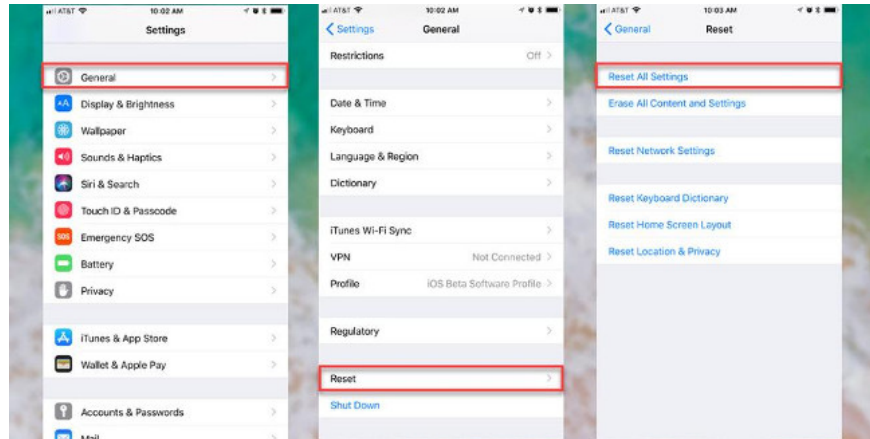 AT&T 10:02 AM
Settings
General
Display & Brightness
AA
Wallpaper
Sounds & Haptics
Siri & Search
Touch ID & Passcode
SOS
Emergency SOS
Battery
Privacy
iTunes & App Store
Wallet & Apple Pay
Accounts & Passwords
Mail
AT&T 10:02 AM
Settings General
Restrictions Off
Date & Time
Keyboard
Language & Region
Dictionary
iTunes Wi-Fi Sync
VPN Not Connected
Profile iOS Beta Software Profile
Regulatory
Reset
Shut Down
AT&T 10:03 AM
General Reset
Reset All Settings
Erase All Content and Settings
Reset Network Settings
Reset Keyboard Dictionary
Reset Home Screen Layout
Reset Location & Privacy